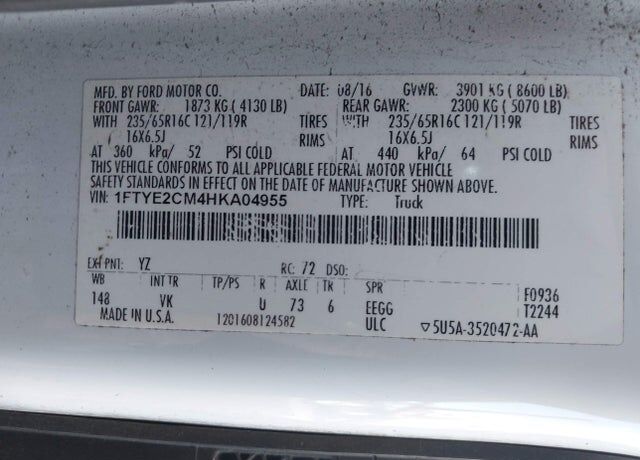 MFD. BY FORD MOTOR CO. DATE: 08/16 GVWR: 3901 KG (8600 LB)
FRONT GAWR: 1873 KG (4130 LB) REAR GAWR: 2300 KG (5070 LB)
WITH 235/65R16C 121/119R TIRES WITH 235/65R16C 121/119R TIRES
16X6.5J RIMS 16X6.5J RIMS
AT 360 kPa/ 52 PSI COLD AT 440 kPa/ 64 PSI COLD
THIS VEHICLE CONFORMS TO ALL APPLICABLE FEDERAL MOTOR VEHICLE
SAFETY STANDARDS IN EFFECT ON THE DATE OF MANUFACTURE SHOWN ABOVE.
VIN: 1FTYE2CM4HKA04955 TYPE: Truck
EXT PNT: YZ RC: 72 DSO:
WB INT TR TP/PS R AXLE TR SPR F0936
148 VK U 73 6 EEGG T2244
MADE IN U.S.A. 1201608124582 ULC ▽5U5A-3520472-AA